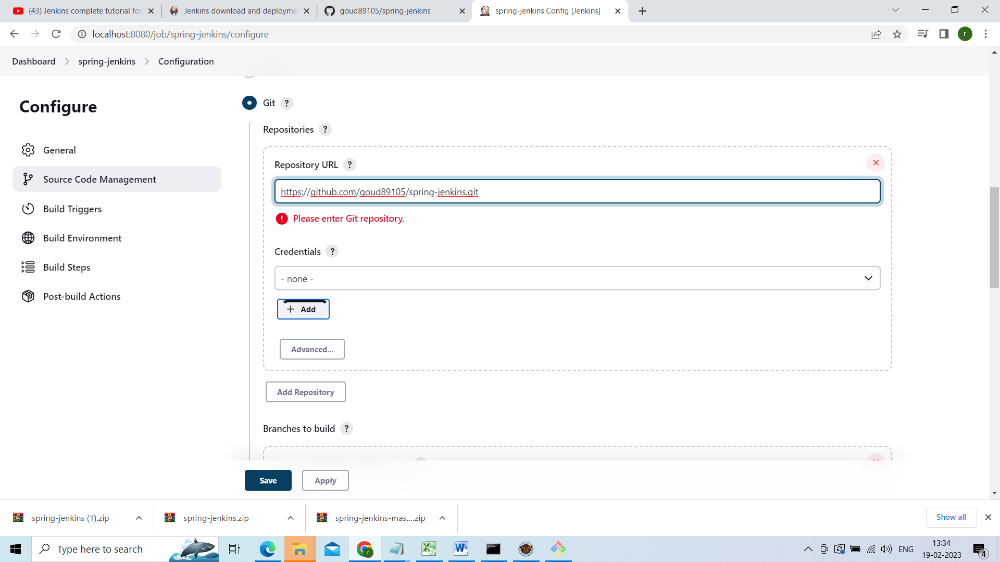 (43) Jenkins complete tutorial for
Jenkins download and deployme
goud89105/spring-jenkins
spring-jenkins Config [Jenkins]
localhost:8080/job/spring-jenkins/configure
r
Dashboard
spring-jenkins
Configuration
Configure
General
Source Code Management
Build Triggers
Build Environment
Build Steps
Post-build Actions
Git ?
Repositories ?
Repository URL ?
https://github.com/goud89105/spring-jenkins.git
Please enter Git repository.
Credentials ?
- none -
+ Add
Advanced...
Add Repository
Branches to build ?
Save
Apply
spring-jenkins (1).zip
spring-jenkins.zip
spring-jenkins-mas....zip
Show all
Type here to search
ENG
13:34
19-02-2023
4